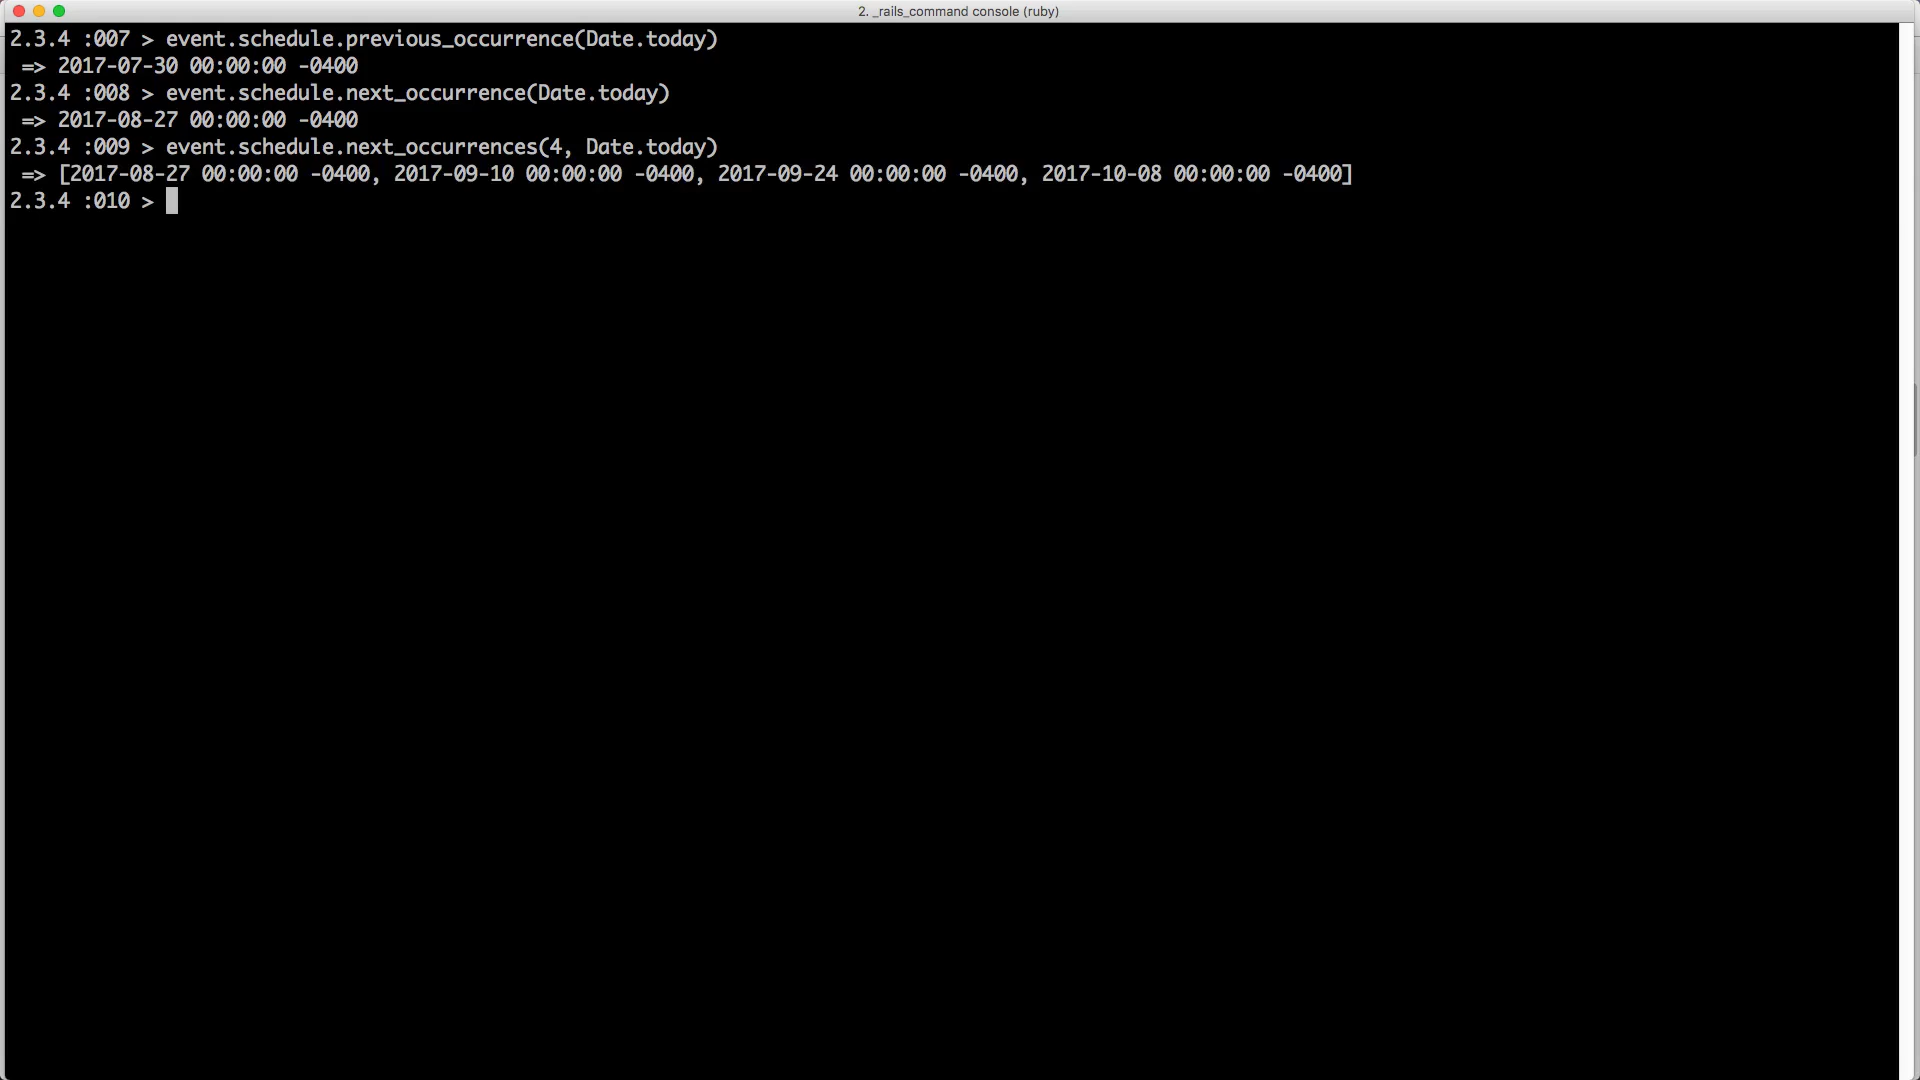 2. _rails_command console (ruby)
2.3.4 :007 > event.schedule.previous_occurrence(Date.today)
=> 2017-07-30 00:00:00 -0400
2.3.4 :008 > event.schedule.next_occurrence(Date.today)
=> 2017-08-27 00:00:00 -0400
2.3.4 :009 > event.schedule.next_occurrences(4, Date.today)
=> [2017-08-27 00:00:00 -0400, 2017-09-10 00:00:00 -0400, 2017-09-24 00:00:00 -0400, 2017-10-08 00:00:00 -0400]
2.3.4 :010 >